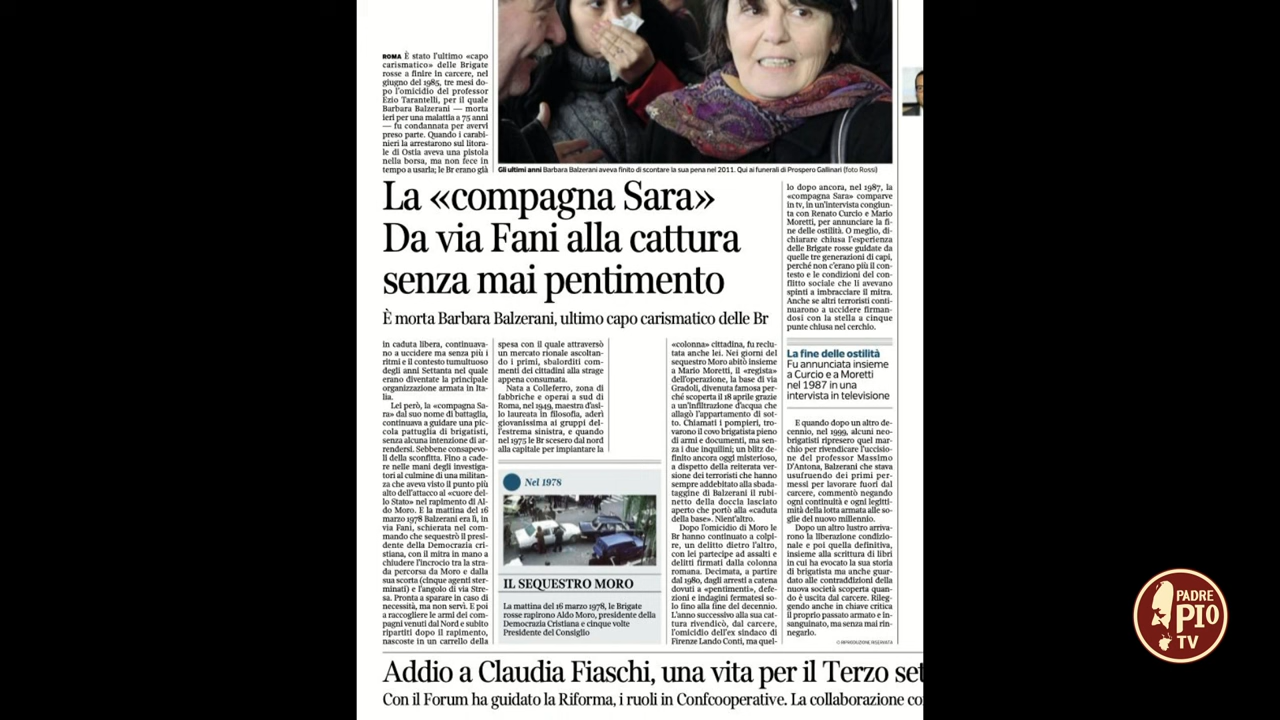 ROMA È stato l'ultimo «capo
carismatico» delle Brigate
rosse a finire in carcere, nel
giugno del 1985, tre mesi do-
po l'omicidio del professor
Ezio Tarantelli, per il quale
Barbara Balzerani — morta
ieri per una malattia a 75 anni
— fu condannata per avervi
preso parte. Quando i carabi-
nieri la arrestarono sul litora-
le di Ostia aveva una pistola
nella borsa, ma non fece in
tempo a usarla; le Br erano già
Gli ultimi anni Barbara Balzerani aveva finito di scontare la sua pena nel 2011. Qui ai funerali di Prospero Gallinari (foto Rossi)
La «compagna Sara»
Da via Fani alla cattura
senza mai pentimento
È morta Barbara Balzerani, ultimo capo carismatico delle Br
in caduta libera, continuava-
no a uccidere ma senza più i
ritmi e il contesto tumultuoso
degli anni Settanta nel quale
erano diventate la principale
organizzazione armata in Ita-
lia.
Lei però, la «compagna Sa-
ra» dal suo nome di battaglia,
continuava a guidare una pic-
cola pattuglia di brigatisti,
senza alcuna intenzione di ar-
rendersi. Sebbene consapevo-
li della sconfitta. Fino a cade-
re nelle mani degli investiga-
tori al culmine di una militan-
za che aveva visto il punto più
alto dell'attacco al «cuore del-
lo Stato» nel rapimento di Al-
do Moro. E la mattina del 16
marzo 1978 Balzerani era lì, in
via Fani, schierata nel com-
mando che sequestrò il presi-
dente della Democrazia cri-
stiana, con il mitra in mano a
chiudere l'incrocio tra la stra-
da percorsa da Moro e dalla
sua scorta (cinque agenti ster-
minati) e l'angolo di via Stre-
sa. Pronta a sparare in caso di
necessità, ma non servì. E poi
a raccogliere le armi dei com-
pagni venuti dal Nord e subito
ripartiti dopo il rapimento,
nascoste in un carrello della
spesa con il quale attraversò
un mercato rionale ascoltan-
do i primi, sbalorditi com-
menti dei cittadini alla strage
appena consumata.
Nata a Colleferro, zona di
fabbriche e operai a sud di
Roma, nel 1949, maestra d'asi-
lo laureata in filosofia, aderì
giovanissima ai gruppi del-
l'estrema sinistra, e quando
nel 1975 le Br scesero dal nord
alla capitale per impiantare la
Nel 1978
IL SEQUESTRO MORO
La mattina del 16 marzo 1978, le Brigate
rosse rapirono Aldo Moro, presidente della
Democrazia Cristiana e cinque volte
Presidente del Consiglio
«colonna» cittadina, fu reclu-
tata anche lei. Nei giorni del
sequestro Moro abitò insieme
a Mario Moretti, il «regista»
dell'operazione, la base di via
Gradoli, divenuta famosa per-
ché scoperta il 18 aprile grazie
a un'infiltrazione d'acqua che
allagò l'appartamento di sot-
to. Chiamati i pompieri, tro-
varono il covo brigatista pieno
di armi e documenti, ma sen-
za i due inquilini; un blitz de-
finito ancora oggi misterioso,
a dispetto della reiterata ver-
sione dei terroristi che hanno
sempre addebitato alla sbada-
taggine di Balzerani il rubi-
netto della doccia lasciato
aperto che portò alla «caduta
della base». Nient'altro.
Dopo l'omicidio di Moro le
Br hanno continuato a colpi-
re, un delitto dietro l'altro,
con lei partecipe ad assalti e
delitti firmati dalla colonna
romana. Decimata, a partire
dal 1980, dagli arresti a catena
dovuti a «pentimenti», defe-
zioni e indagini fermatesi so-
lo fino alla fine del decennio.
L'anno successivo alla sua cat-
tura rivendicò, dal carcere,
l'omicidio dell'ex sindaco di
Firenze Lando Conti, ma quel-
lo dopo ancora, nel 1987, la
«compagna Sara» comparve
in tv, in un'intervista congiun-
ta con Renato Curcio e Mario
Moretti, per annunciare la fi-
ne delle ostilità. O meglio, di-
chiarare chiusa l'esperienza
delle Brigate rosse guidate da
quelle tre generazioni di capi,
perché non c'erano più il con-
testo e le condizioni del con-
flitto sociale che li avevano
spinti a imbracciare il mitra.
Anche se altri terroristi conti-
nuarono a uccidere firman-
dosi con la stella a cinque
punte chiusa nel cerchio.
La fine delle ostilità
Fu annunciata insieme
a Curcio e a Moretti
nel 1987 in una
intervista in televisione
E quando dopo un altro de-
cennio, nel 1999, alcuni neo-
brigatisti ripresero quel mar-
chio per rivendicare l'uccisio-
ne del professor Massimo
D'Antona, Balzerani che stava
usufruendo dei primi per-
messi per lavorare fuori dal
carcere, commentò negando
ogni continuità e ogni legitti-
mità della lotta armata alle so-
glie del nuovo millennio.
Dopo un altro lustro arriva-
rono la liberazione condizio-
nale e poi quella definitiva,
insieme alla scrittura di libri
in cui ha evocato la sua storia
di brigatista ma anche guar-
dato alle contraddizioni della
nuova società scoperta quan-
do è uscita dal carcere. Rileg-
gendo anche in chiave critica
il proprio passato armato e in-
sanguinato, ma senza mai rin-
negarlo.
© RIPRODUZIONE RISERVATA
Addio a Claudia Fiaschi, una vita per il Terzo set
Con il Forum ha guidato la Riforma, i ruoli in Confcooperative. La collaborazione co
PADRE
PIO
TV